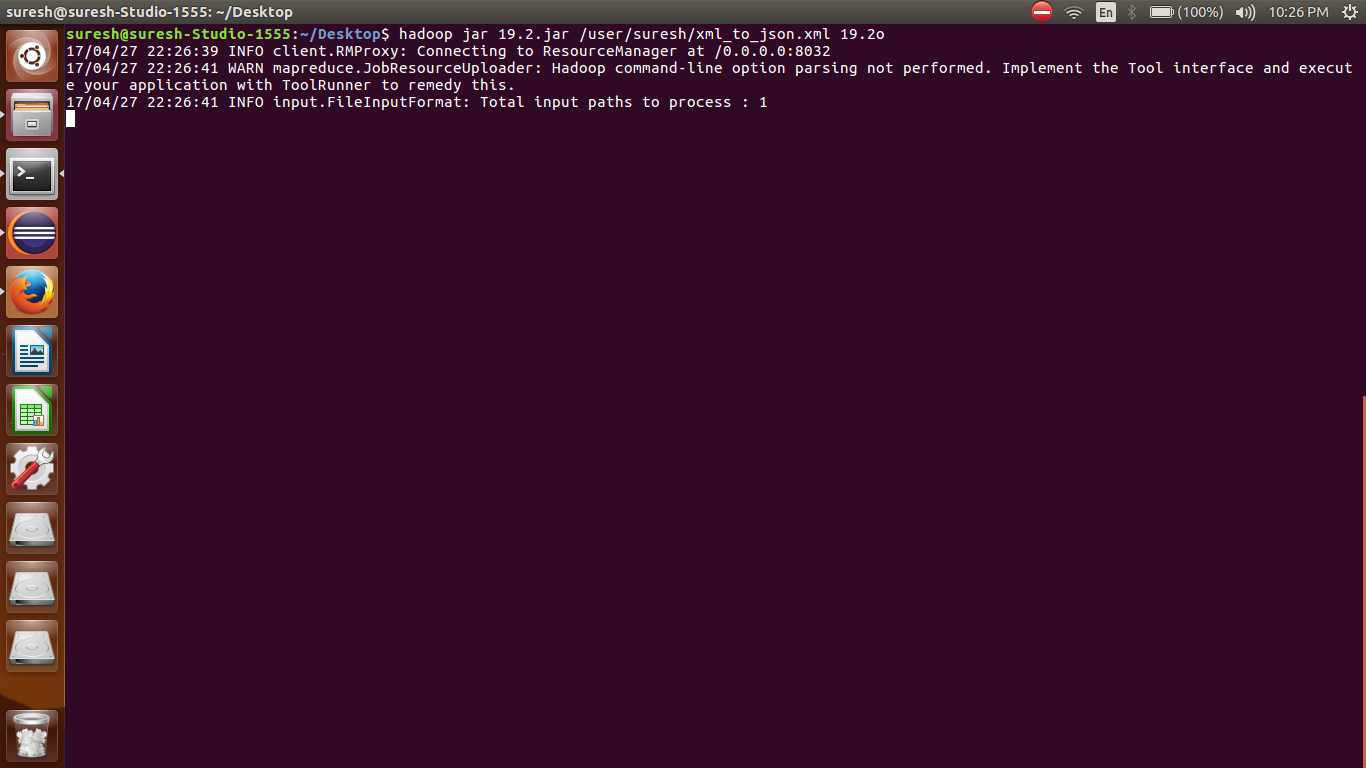 suresh@suresh-Studio-1555: ~/Desktop
En
(100%)
10:26 PM
suresh@suresh-Studio-1555:~/Desktop$ hadoop jar 19.2.jar /user/suresh/xml_to_json.xml 19.2o
17/04/27 22:26:39 INFO client.RMProxy: Connecting to ResourceManager at /0.0.0.0:8032
17/04/27 22:26:41 WARN mapreduce.JobResourceUploader: Hadoop command-line option parsing not performed. Implement the Tool interface and execut
e your application with ToolRunner to remedy this.
17/04/27 22:26:41 INFO input.FileInputFormat: Total input paths to process : 1